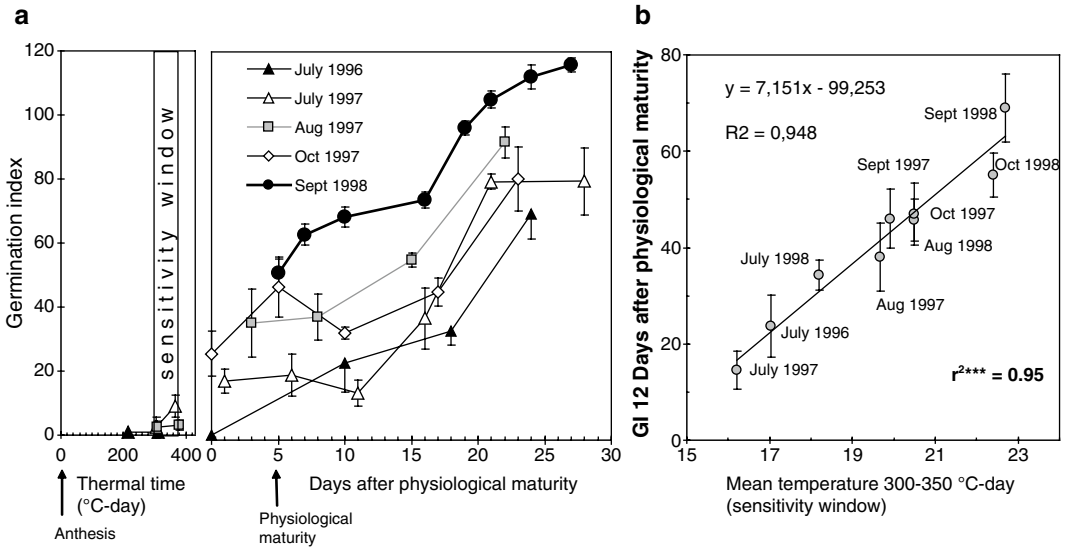 a
120
100
80
60
40
20
0
Germination index
sensitivity window
0
200
400
Thermal time
(°C-day)
Anthesis
July 1996
July 1997
Aug 1997
Oct 1997
Sept 1998
0
5
10
15
20
25
30
Days after physiological maturity
Physiological
maturity
b
80
60
40
20
0
GI 12 Days after physiological maturity
y = 7,151x - 99,253
R2 = 0,948
Sept 1998
Sept 1997
Oct 1998
Oct 1997
Aug 1998
July 1998
Aug 1997
July 1996
July 1997
r²*** = 0.95
15
17
19
21
23
Mean temperature 300-350 °C-day
(sensitivity window)